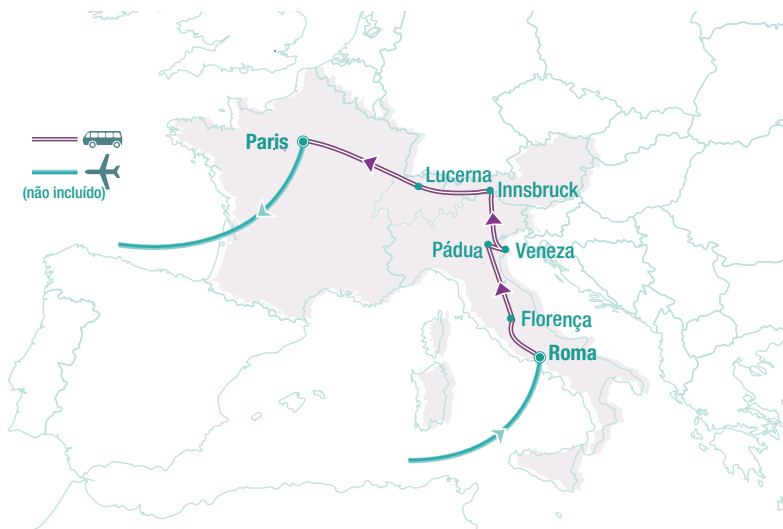 Paris
Lucerna
Innsbruck
(não incluído)
Pádua
Veneza
Florença
Roma